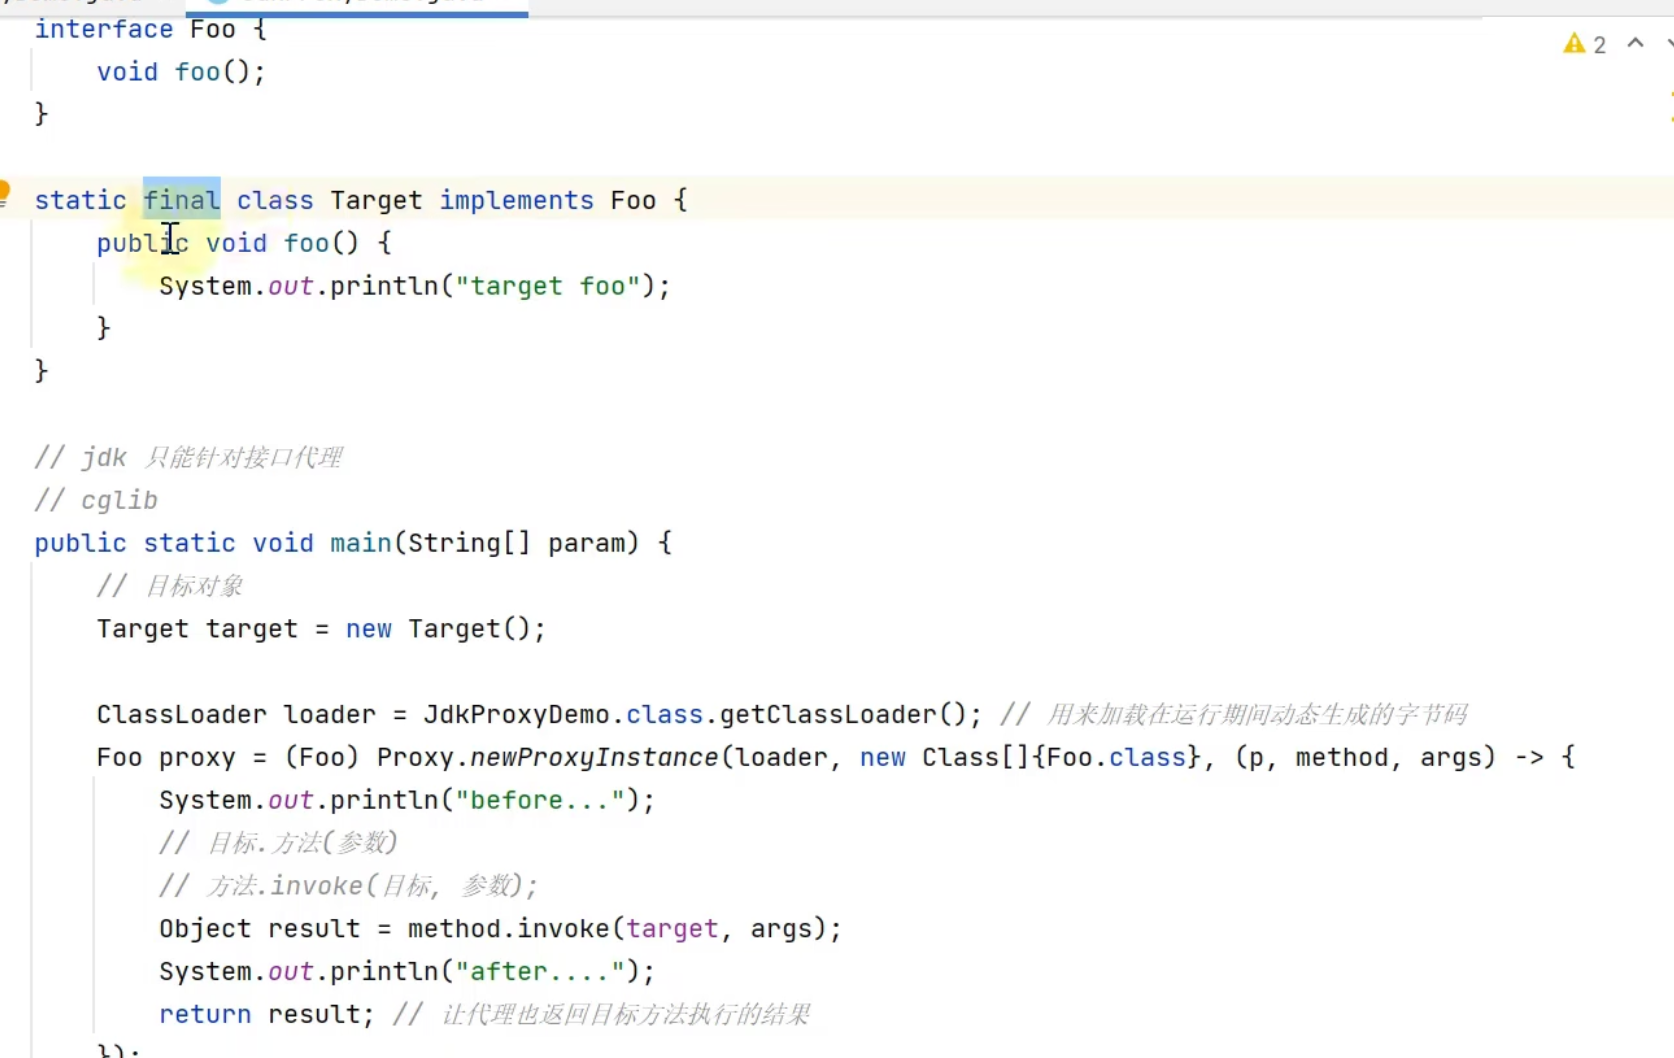 interface Foo {
void foo();
}
2
static final class Target implements Foo {
public void foo() {
System.out.println("target foo");
}
}
// jdk 只能针对接口代理
// cglib
public static void main(String[] param) {
// 目标对象
Target target = new Target();
ClassLoader loader = JdkProxyDemo.class.getClassLoader(); // 用来加载在运行期间动态生成的字节码
Foo proxy = (Foo) Proxy.newProxyInstance(loader, new Class[]{Foo.class}, (p, method, args) -> {
System.out.println("before...");
// 目标.方法(参数)
// 方法.invoke(目标, 参数);
Object result = method.invoke(target, args);
System.out.println("after....");
return result; // 让代理也返回目标方法执行的结果
});